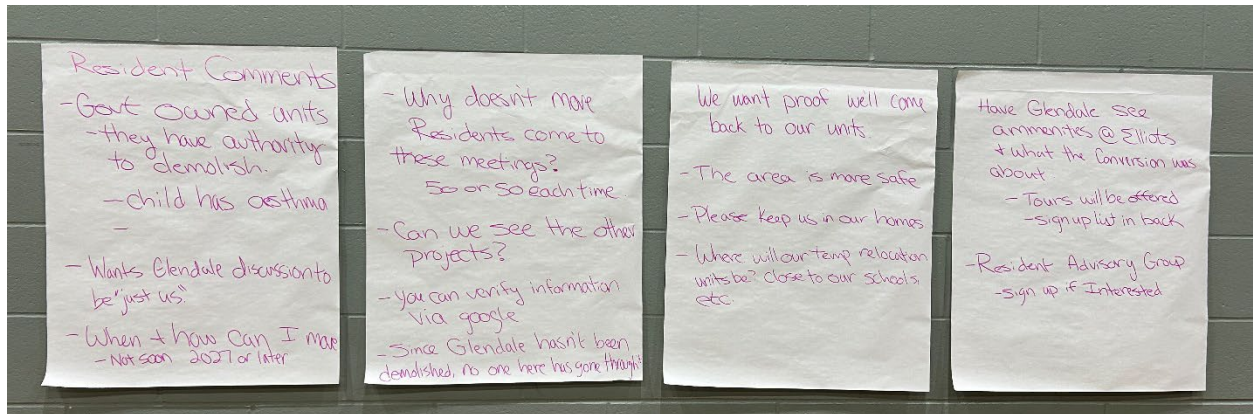 Resident Comments
- Govt owned units
- they have authority
to demolish.
- child has asthma
-
- Wants Glendale discussion to
be "just us."
- When + how can I move
- Not soon 2027 or later
- Why doesn't more
Residents come to
these meetings?
50 or so each time
- Can we see the other
projects?
- you can verify information
via google
- Since Glendale hasn't been
demolished, no one here has gone through
We want proof we'll come
back to our units.
- The area is more safe
- Please keep us in our homes
- Where will our temp relocation
units be? Close to our schools,
etc.
Have Glendale see
ammenities @ Elliots
+ what the Conversion was
about
- Tours will be offered
- sign up list in back
- Resident Advisory Group
- sign up if Interested